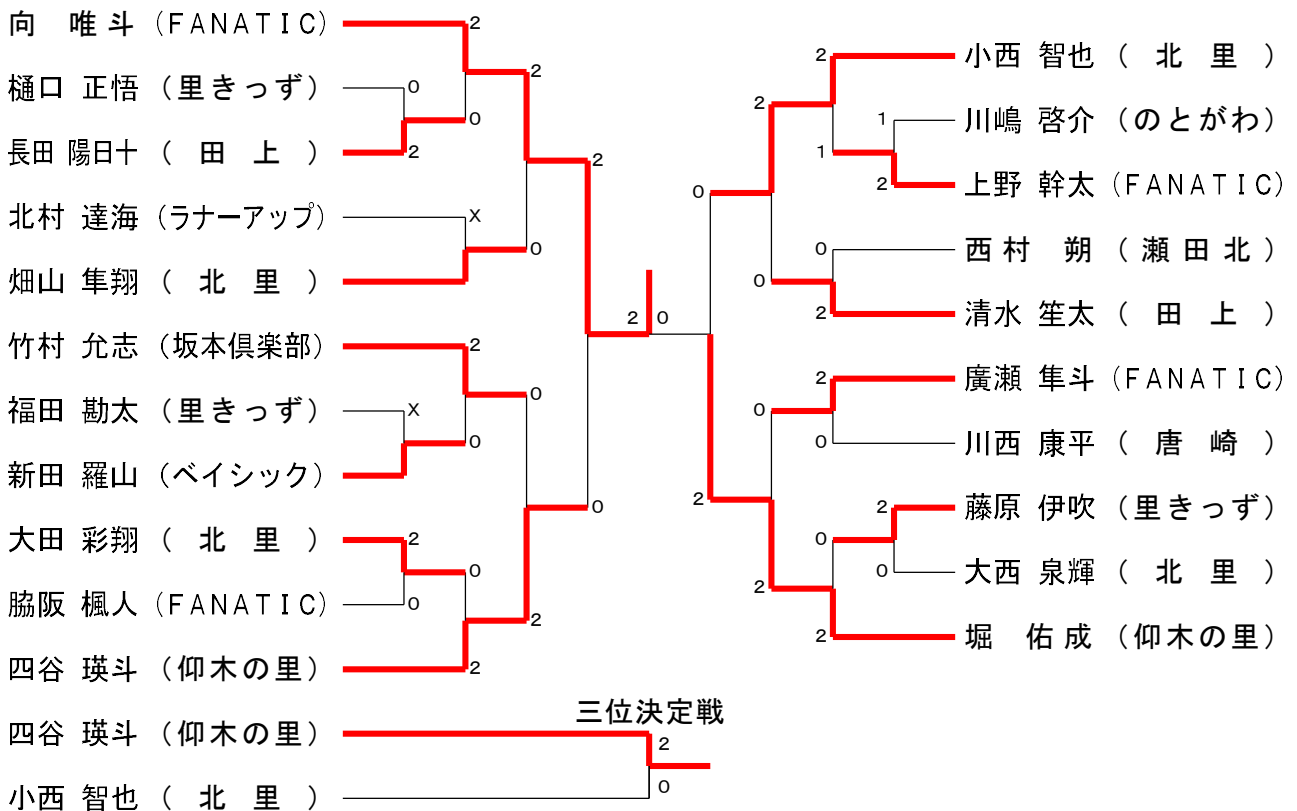 向 唯斗 (FANATIC)
2
2
樋口 正悟 (里きっず)
0
0
長田 陽日十 ( 田 上 )
2
2
北村 達海 (ラナーアップ)
X
0
畑山 隼翔 ( 北 里 )
竹村 允志 (坂本倶楽部)
2
0
福田 勘太 (里きっず)
X
0
新田 羅山 (ベイシック)
0
大田 彩翔 ( 北 里 )
2
0
脇阪 楓人 (FANATIC)
0
2
四谷 瑛斗 (仰木の里)
2
2 0
2
小西 智也 ( 北 里 )
2
1
川嶋 啓介 (のとがわ)
1
2
上野 幹太 (FANATIC)
0
0
西村 朔 ( 瀬田北 )
0
2
清水 笙太 ( 田 上 )
2
廣瀬 隼斗 (FANATIC)
0
0
川西 康平 ( 唐 崎 )
2
2
藤原 伊吹 (里きっず)
0
0
大西 泉輝 ( 北 里 )
2
2
堀 佑成 (仰木の里)
三位決定戦
四谷 瑛斗 (仰木の里)
2
0
小西 智也 ( 北 里 )